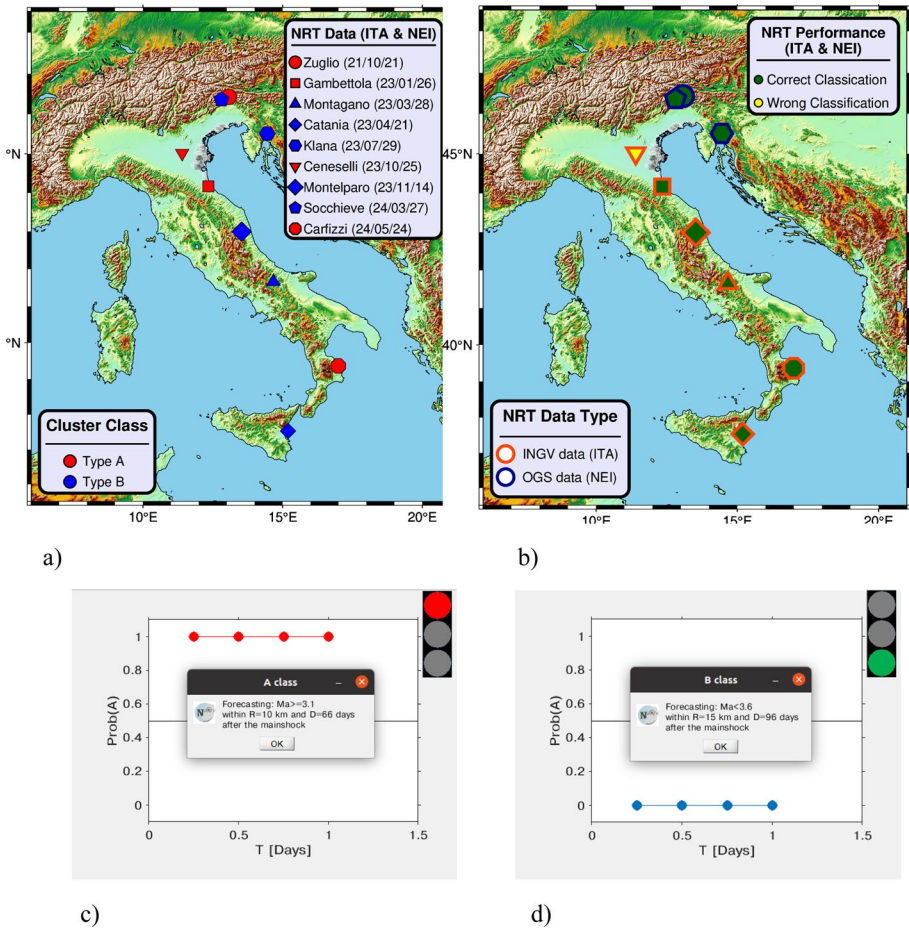 NRT Data (ITA & NEI)
Zuglio (21/10/21)
Gambettola (23/01/26)
Montagano (23/03/28)
Catania (23/04/21)
Klana (23/07/29)
Ceneselli (23/10/25)
Montelparo (23/11/14)
Socchieve (24/03/27)
Carfizzi (24/05/24)
°N
°N
Cluster Class
Type A
Type B
10°E
15°E
20°E
a)
NRT Performance
(ITA & NEI)
Correct Classication
Wrong Classification
45°N
40°N
NRT Data Type
INGV data (ITA)
OGS data (NEI)
10°E
15°E
20°E
b)
Prob(A)
1
0.8
0.6
0.4
0.2
0
A class
Forecasting: Ma>=3.1
within R=10 km and D=66 days
after the mainshock
OK
0
0.5
1
1.5
T [Days]
c)
Prob(A)
1
0.8
0.6
0.4
0.2
0
B class
Forecasting: Ma<3.6
within R=15 km and D=96 days
after the mainshock
OK
0
0.5
1
1.5
T [Days]
d)